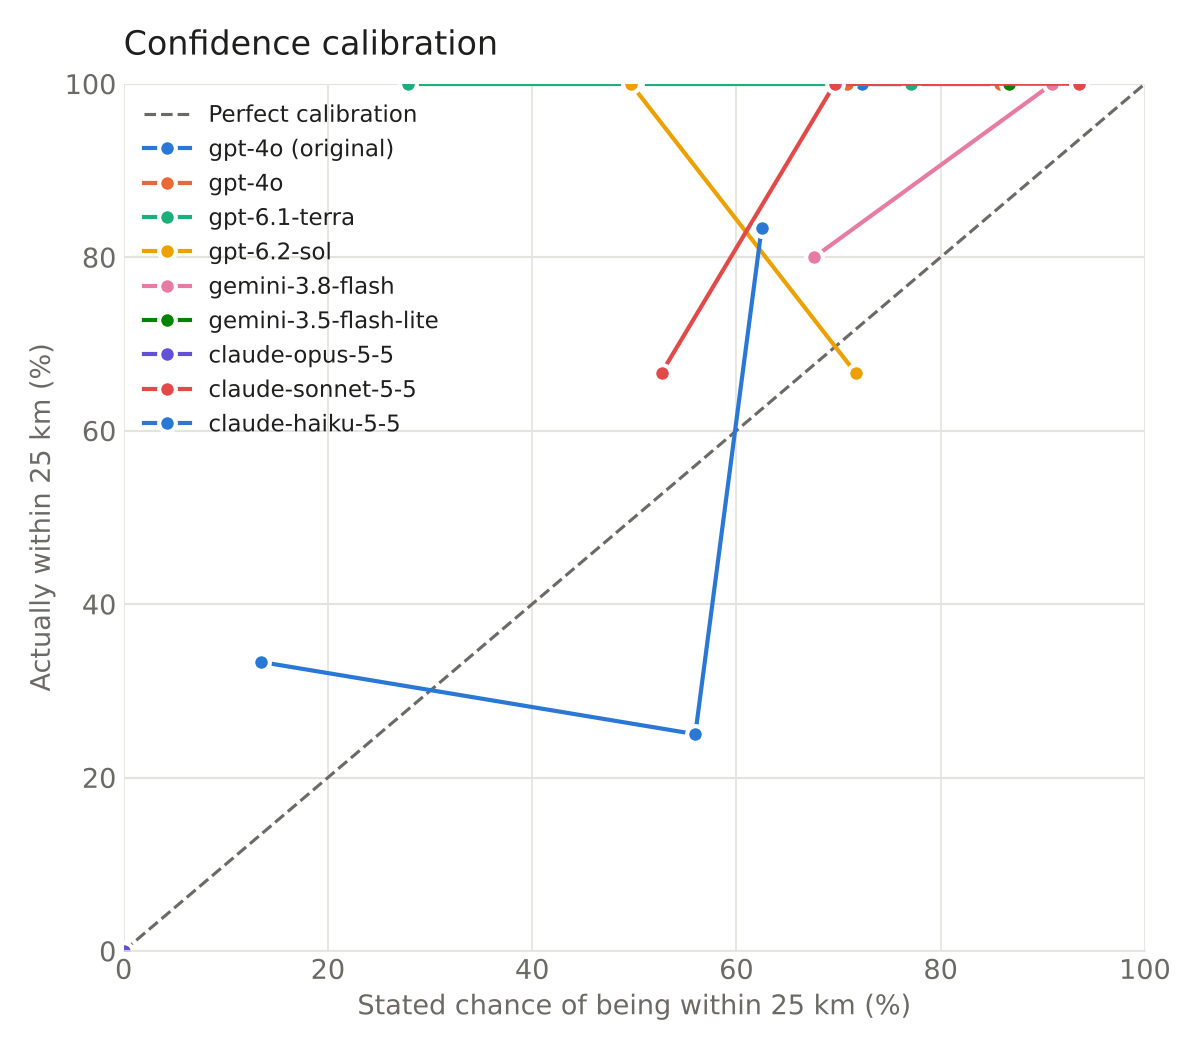 Confidence calibration
Actually within 25 km (%)
100
80
60
40
20
0
Perfect calibration
gpt-4o (original)
gpt-4o
gpt-6.1-terra
gpt-6.2-sol
gemini-3.8-flash
gemini-3.5-flash-lite
claude-opus-5-5
claude-sonnet-5-5
claude-haiku-5-5
0 20 40 60 80 100
Stated chance of being within 25 km (%)